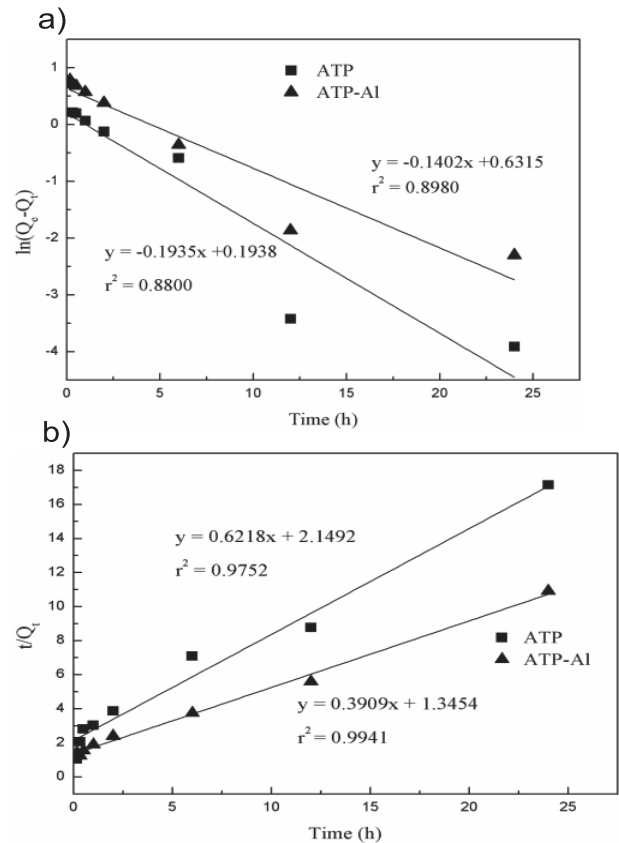 a)
ATP
ATP-Al
y = -0.1402x +0.6315
r² = 0.8980
y = -0.1935x +0.1938
r² = 0.8800
ln(Qₑ-Qₜ)
1
0
-1
-2
-3
-4
0
5
10
15
20
25
Time (h)
b)
18
16
14
12
10
8
6
4
2
0
t/Qₜ
y = 0.6218x + 2.1492
r² = 0.9752
ATP
ATP-Al
y = 0.3909x + 1.3454
r² = 0.9941
0
5
10
15
20
25
Time (h)